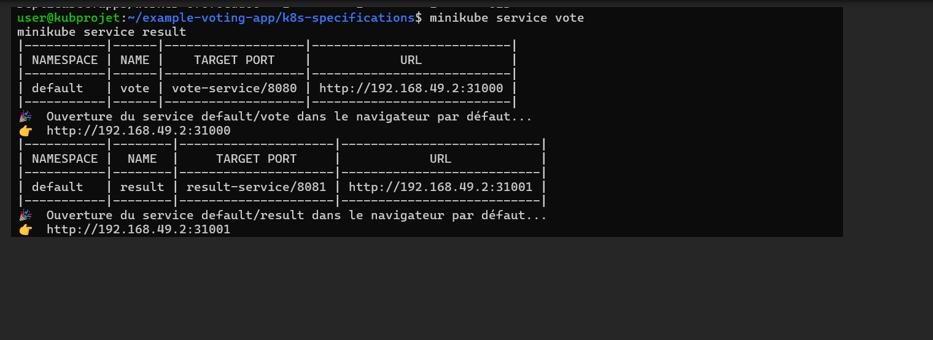 user@kubprojet:~/example-voting-app/k8s-specifications$ minikube service vote
minikube service result
|-----------|------|-------------------|---------------------------|
| NAMESPACE | NAME |    TARGET PORT    |            URL            |
|-----------|------|-------------------|---------------------------|
| default   | vote | vote-service/8080 | http://192.168.49.2:31000 |
|-----------|------|-------------------|---------------------------|
🎉  Ouverture du service default/vote dans le navigateur par défaut...
👉  http://192.168.49.2:31000
|-----------|--------|---------------------|---------------------------|
| NAMESPACE |  NAME  |     TARGET PORT     |            URL            |
|-----------|--------|---------------------|---------------------------|
| default   | result | result-service/8081 | http://192.168.49.2:31001 |
|-----------|--------|---------------------|---------------------------|
🎉  Ouverture du service default/result dans le navigateur par défaut...
👉  http://192.168.49.2:31001